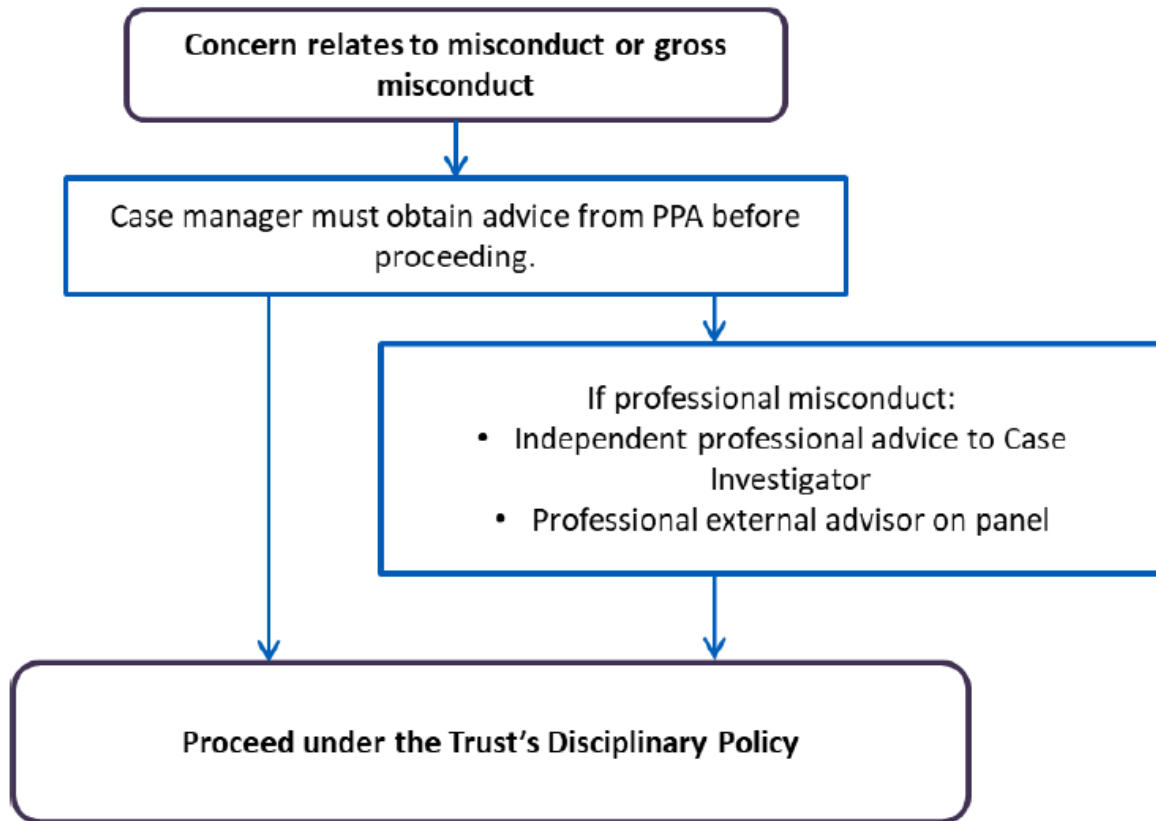 Concern relates to misconduct or gross
misconduct
Case manager must obtain advice from PPA before
proceeding.
If professional misconduct:
• Independent professional advice to Case
Investigator
• Professional external advisor on panel
Proceed under the Trust’s Disciplinary Policy